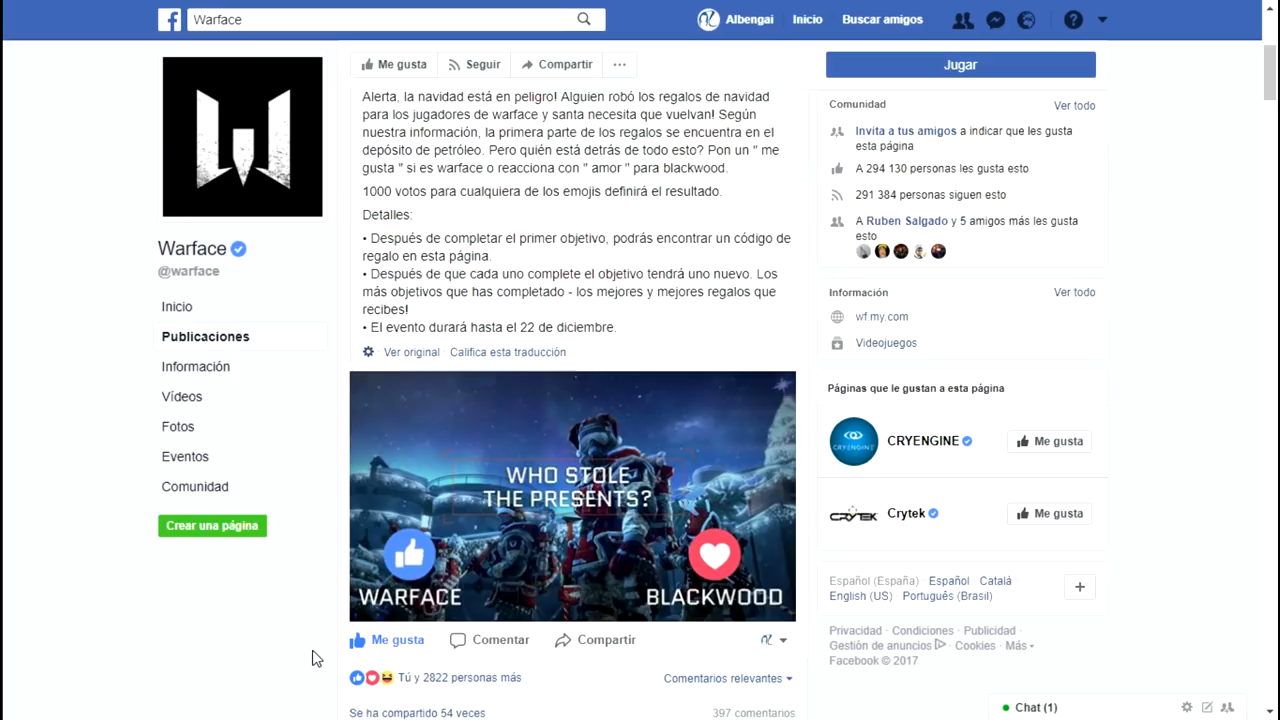 Warface
Albengai
Inicio
Buscar amigos
Warface
@warface
Inicio
Publicaciones
Información
Vídeos
Fotos
Eventos
Comunidad
Crear una página
Me gusta
Seguir
Compartir
Alerta, la navidad está en peligro! Alguien robó los regalos de navidad
para los jugadores de warface y santa necesita que vuelvan! Según
nuestra información, la primera parte de los regalos se encuentra en el
depósito de petróleo. Pero quién está detrás de todo esto? Pon un " me
gusta " si es warface o reacciona con " amor " para blackwood.
1000 votos para cualquiera de los emojis definirá el resultado.
Detalles:
• Después de completar el primer objetivo, podrás encontrar un código de
regalo en esta página.
• Después de que cada uno complete el objetivo tendrá uno nuevo. Los
más objetivos que has completado - los mejores y mejores regalos que
recibes!
• El evento durará hasta el 22 de diciembre.
Ver original · Califica esta traducción
WHO STOLE
THE PRESENTS?
WARFACE
BLACKWOOD
Me gusta
Comentar
Compartir
Tú y 2822 personas más
Comentarios relevantes
Se ha compartido 54 veces
397 comentarios
Jugar
Comunidad
Ver todo
Invita a tus amigos a indicar que les gusta
esta página
A 294 130 personas les gusta esto
291 384 personas siguen esto
A Ruben Salgado y 5 amigos más les gusta
esto
Información
Ver todo
wf.my.com
Videojuegos
Páginas que le gustan a esta página
CRYENGINE
CRYENGINE
Me gusta
CRYTEK
Crytek
Me gusta
Español (España) · Español · Català ·
English (US) · Português (Brasil)
Privacidad · Condiciones · Publicidad ·
Gestión de anuncios · Cookies · Más
Facebook © 2017
Chat (1)